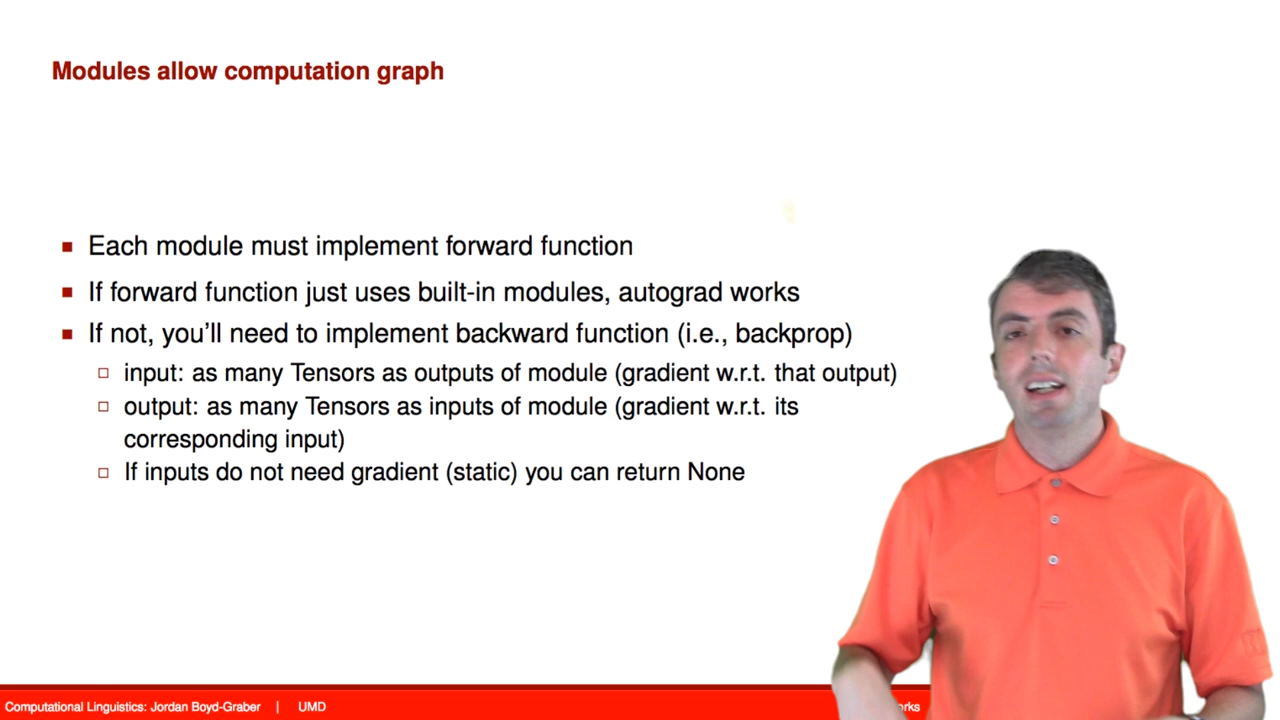 Modules allow computation graph
Each module must implement forward function
If forward function just uses built-in modules, autograd works
If not, you'll need to implement backward function (i.e., backprop)
input: as many Tensors as outputs of module (gradient w.r.t. that output)
output: as many Tensors as inputs of module (gradient w.r.t. its
corresponding input)
If inputs do not need gradient (static) you can return None
Computational Linguistics: Jordan Boyd-Graber | UMD